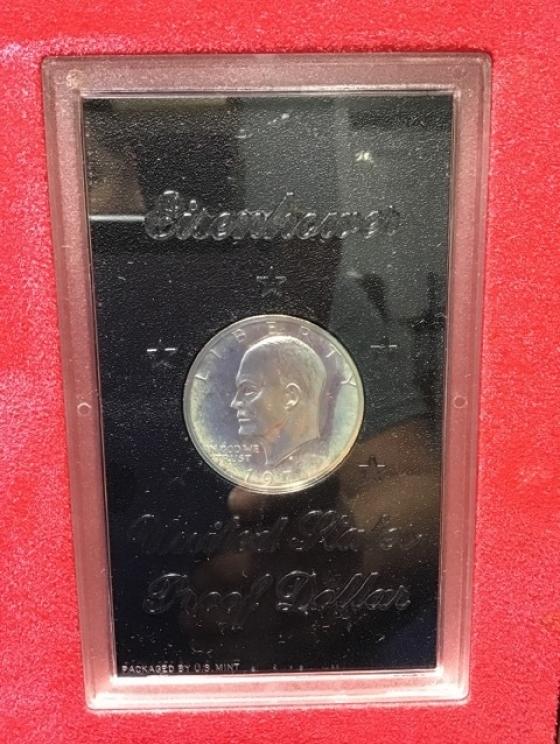 Eisenhower
LIBERTY
IN GOD WE
TRUST
United States
Proof Dollar
PACKAGED BY U.S. MINT